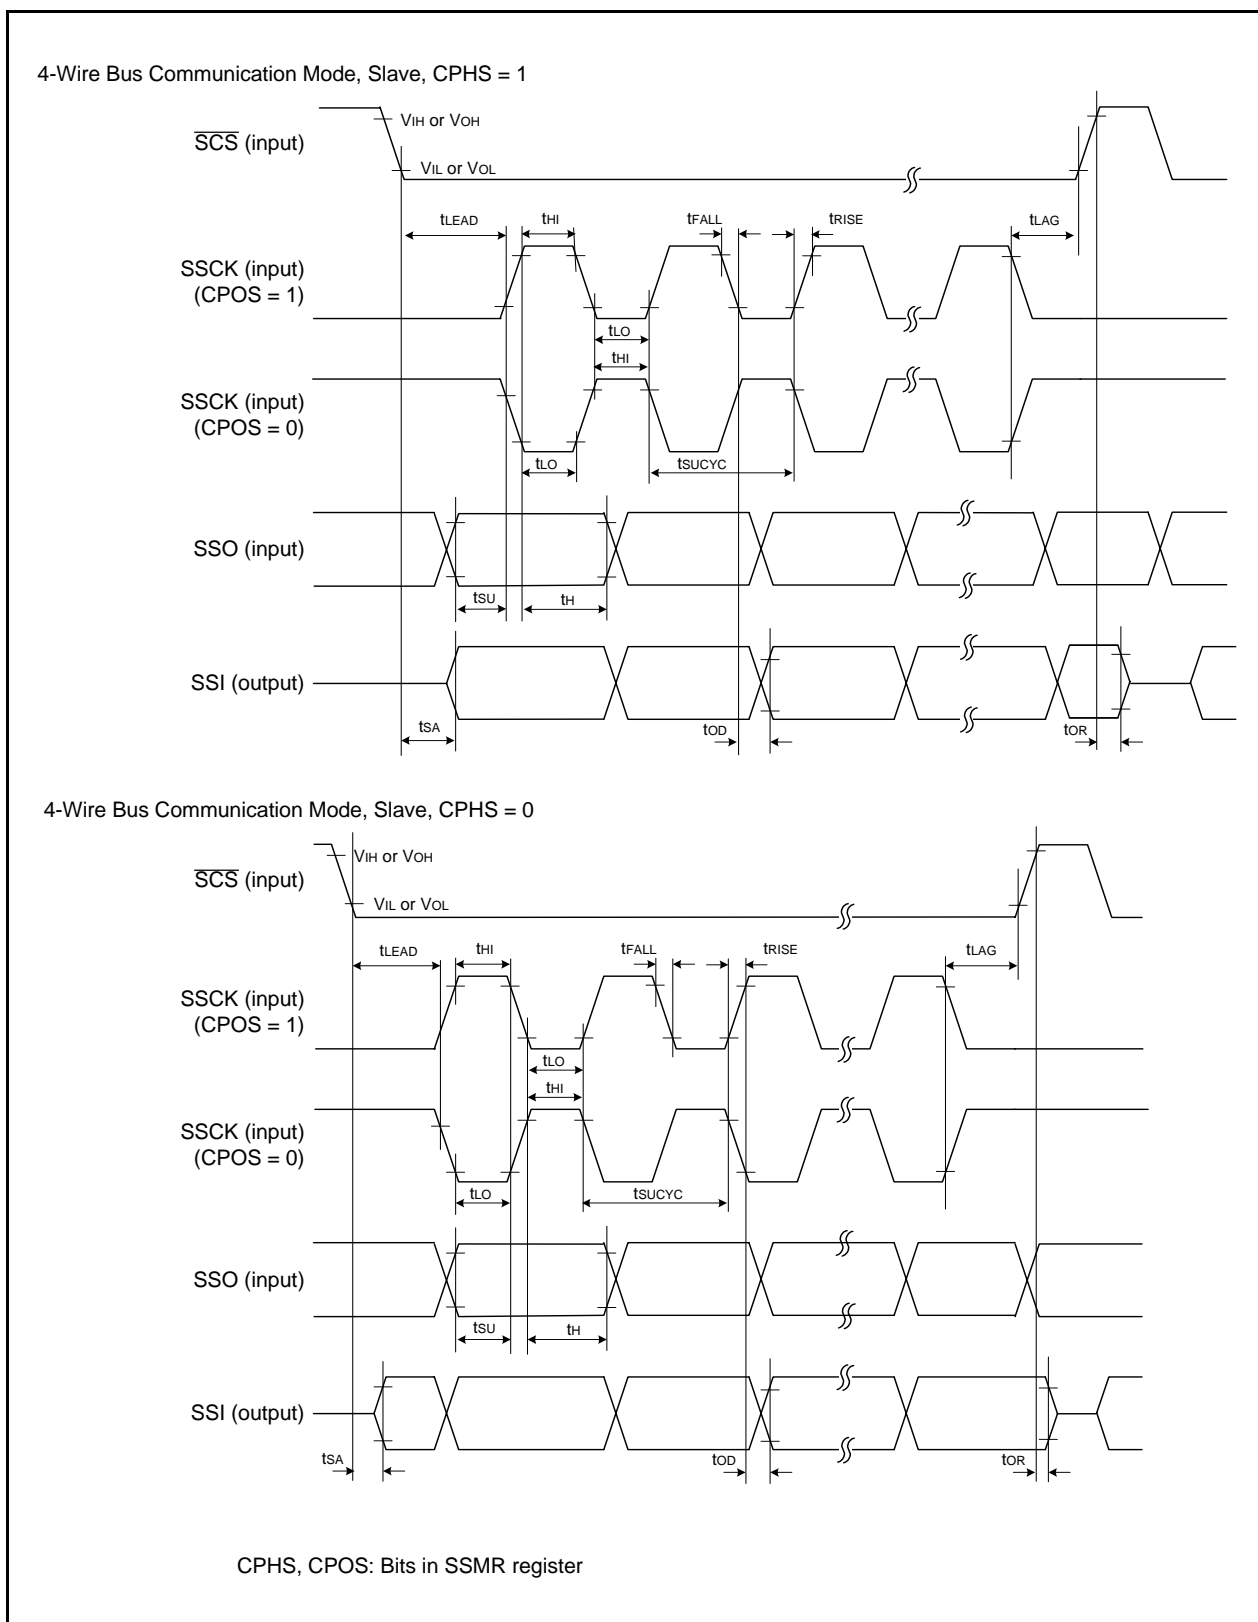 4-Wire Bus Communication Mode, Slave, CPHS = 1
VIH or VOH
SCS (input)
VIL or VOL
tLEAD tHI tFALL tRISE tLAG
SSCK (input)
(CPOS = 1)
tLO
tHI
SSCK (input)
(CPOS = 0)
tLO tSUCYC
SSO (input)
tSU tH
SSI (output)
tSA tOD tOR
4-Wire Bus Communication Mode, Slave, CPHS = 0
VIH or VOH
SCS (input)
VIL or VOL
tLEAD tHI tFALL tRISE tLAG
SSCK (input)
(CPOS = 1)
tLO
tHI
SSCK (input)
(CPOS = 0)
tLO tSUCYC
SSO (input)
tSU tH
SSI (output)
tSA tOD tOR
CPHS, CPOS: Bits in SSMR register